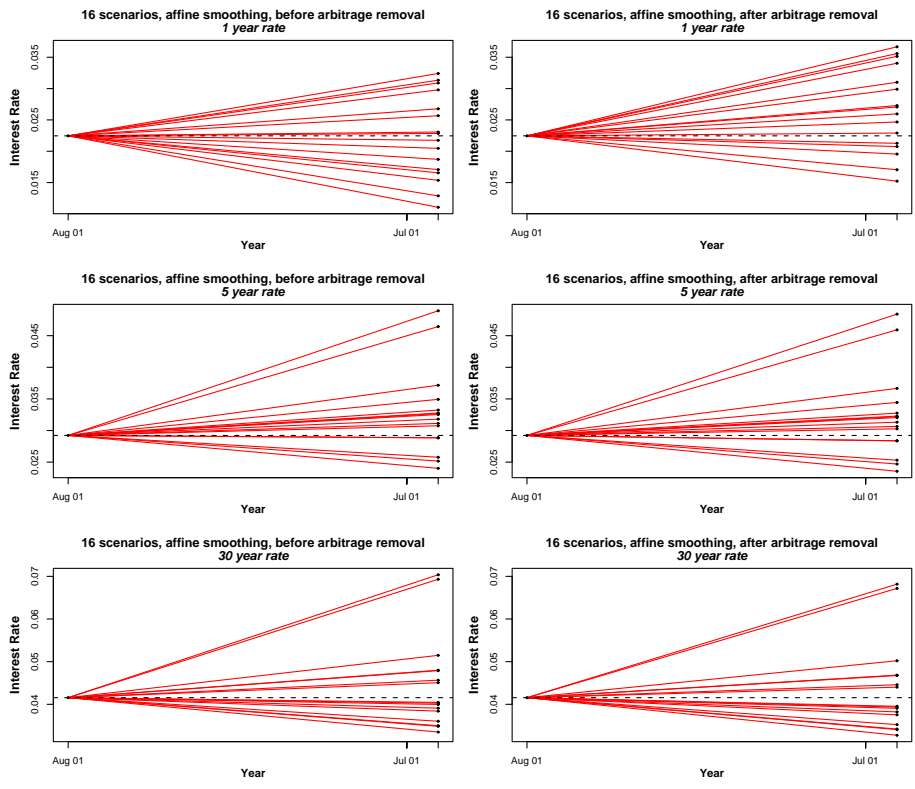 16 scenarios, affine smoothing, before arbitrage removal
1 year rate
Interest Rate
0.035
0.025
0.015
Aug 01
Jul 01
Year
16 scenarios, affine smoothing, after arbitrage removal
1 year rate
Interest Rate
0.035
0.025
0.015
Aug 01
Jul 01
Year
16 scenarios, affine smoothing, before arbitrage removal
5 year rate
Interest Rate
0.045
0.035
0.025
Aug 01
Jul 01
Year
16 scenarios, affine smoothing, after arbitrage removal
5 year rate
Interest Rate
0.045
0.035
0.025
Aug 01
Jul 01
Year
16 scenarios, affine smoothing, before arbitrage removal
30 year rate
Interest Rate
0.07
0.06
0.05
0.04
Aug 01
Jul 01
Year
16 scenarios, affine smoothing, after arbitrage removal
30 year rate
Interest Rate
0.07
0.06
0.05
0.04
Aug 01
Jul 01
Year